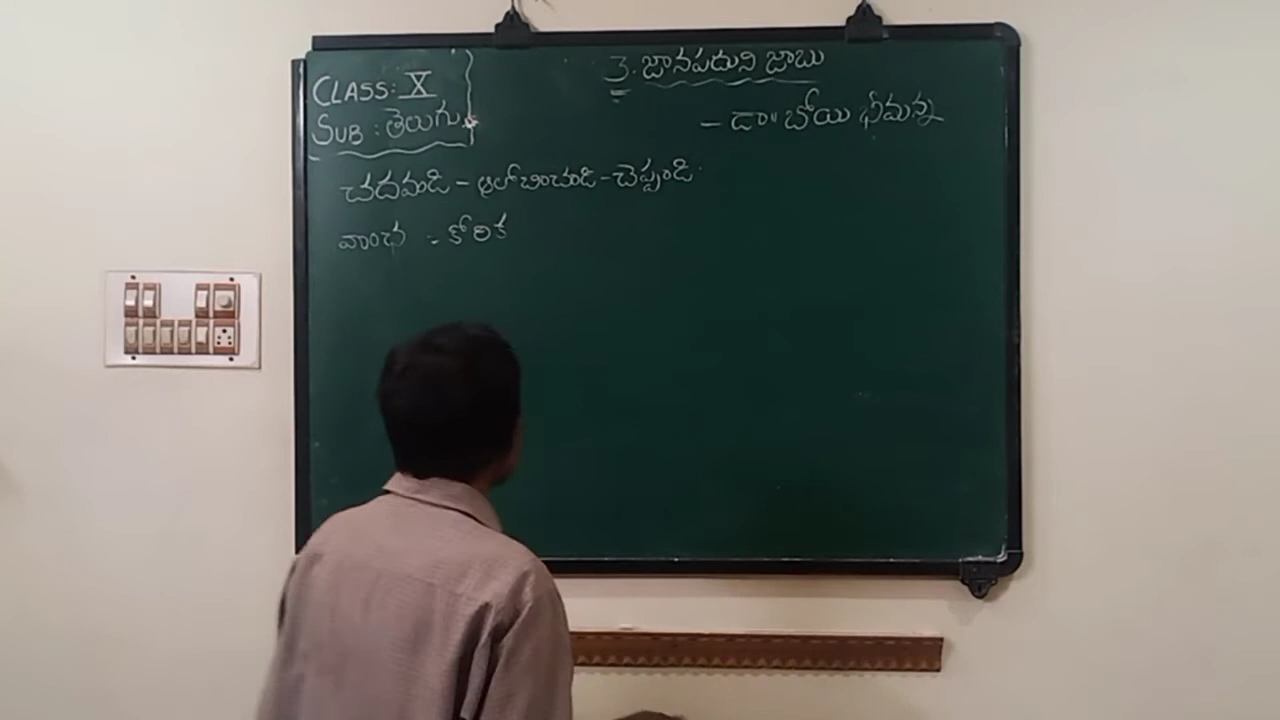 CLASS: X
SUB : తెలుగు
3. జానపదుని జాబు
- డా" బోయి భీమన్న
చదవండి - ఆలోచించండి - చెప్పండి.
వాంఛ = కోరిక